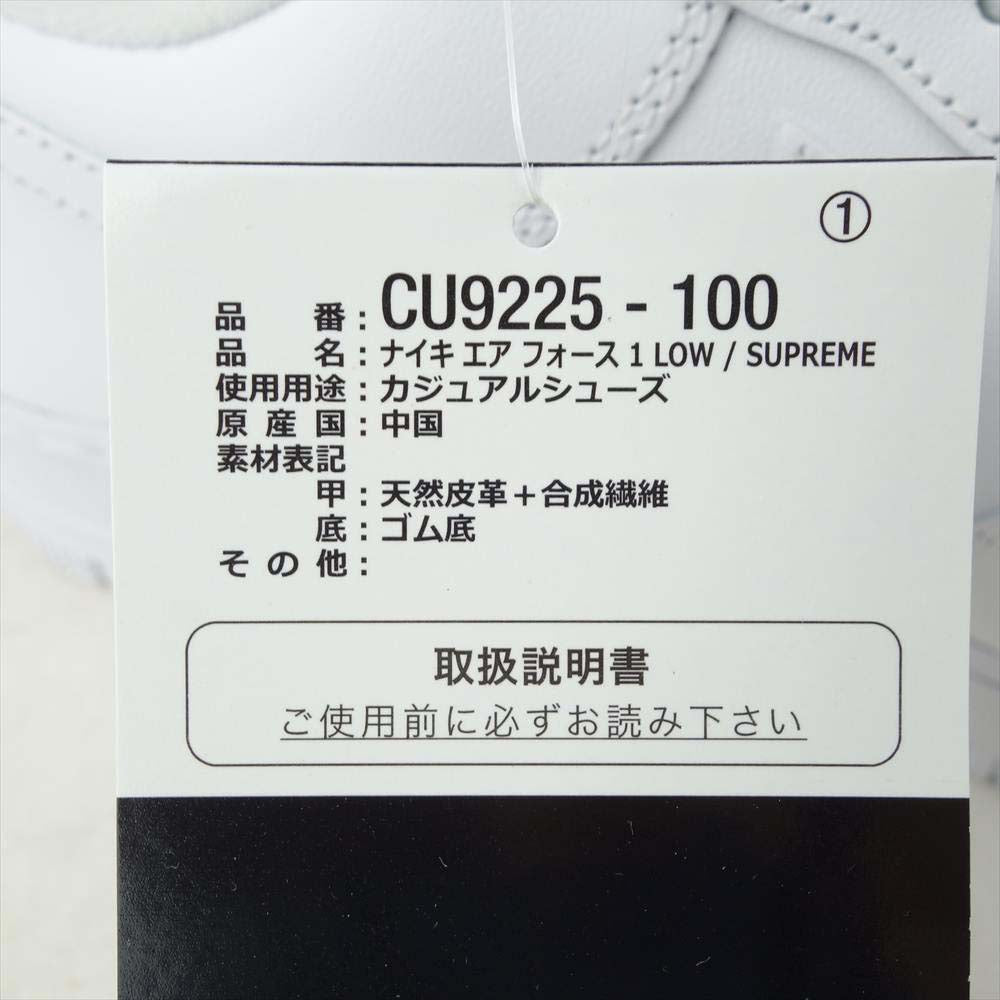 ①
品番：CU9225 - 100
品名：ナイキ エア フォース 1 LOW / SUPREME
使用用途：カジュアルシューズ
原産国：中国
素材表記
甲：天然皮革＋合成繊維
底：ゴム底
その他：
取扱説明書
ご使用前に必ずお読み下さい